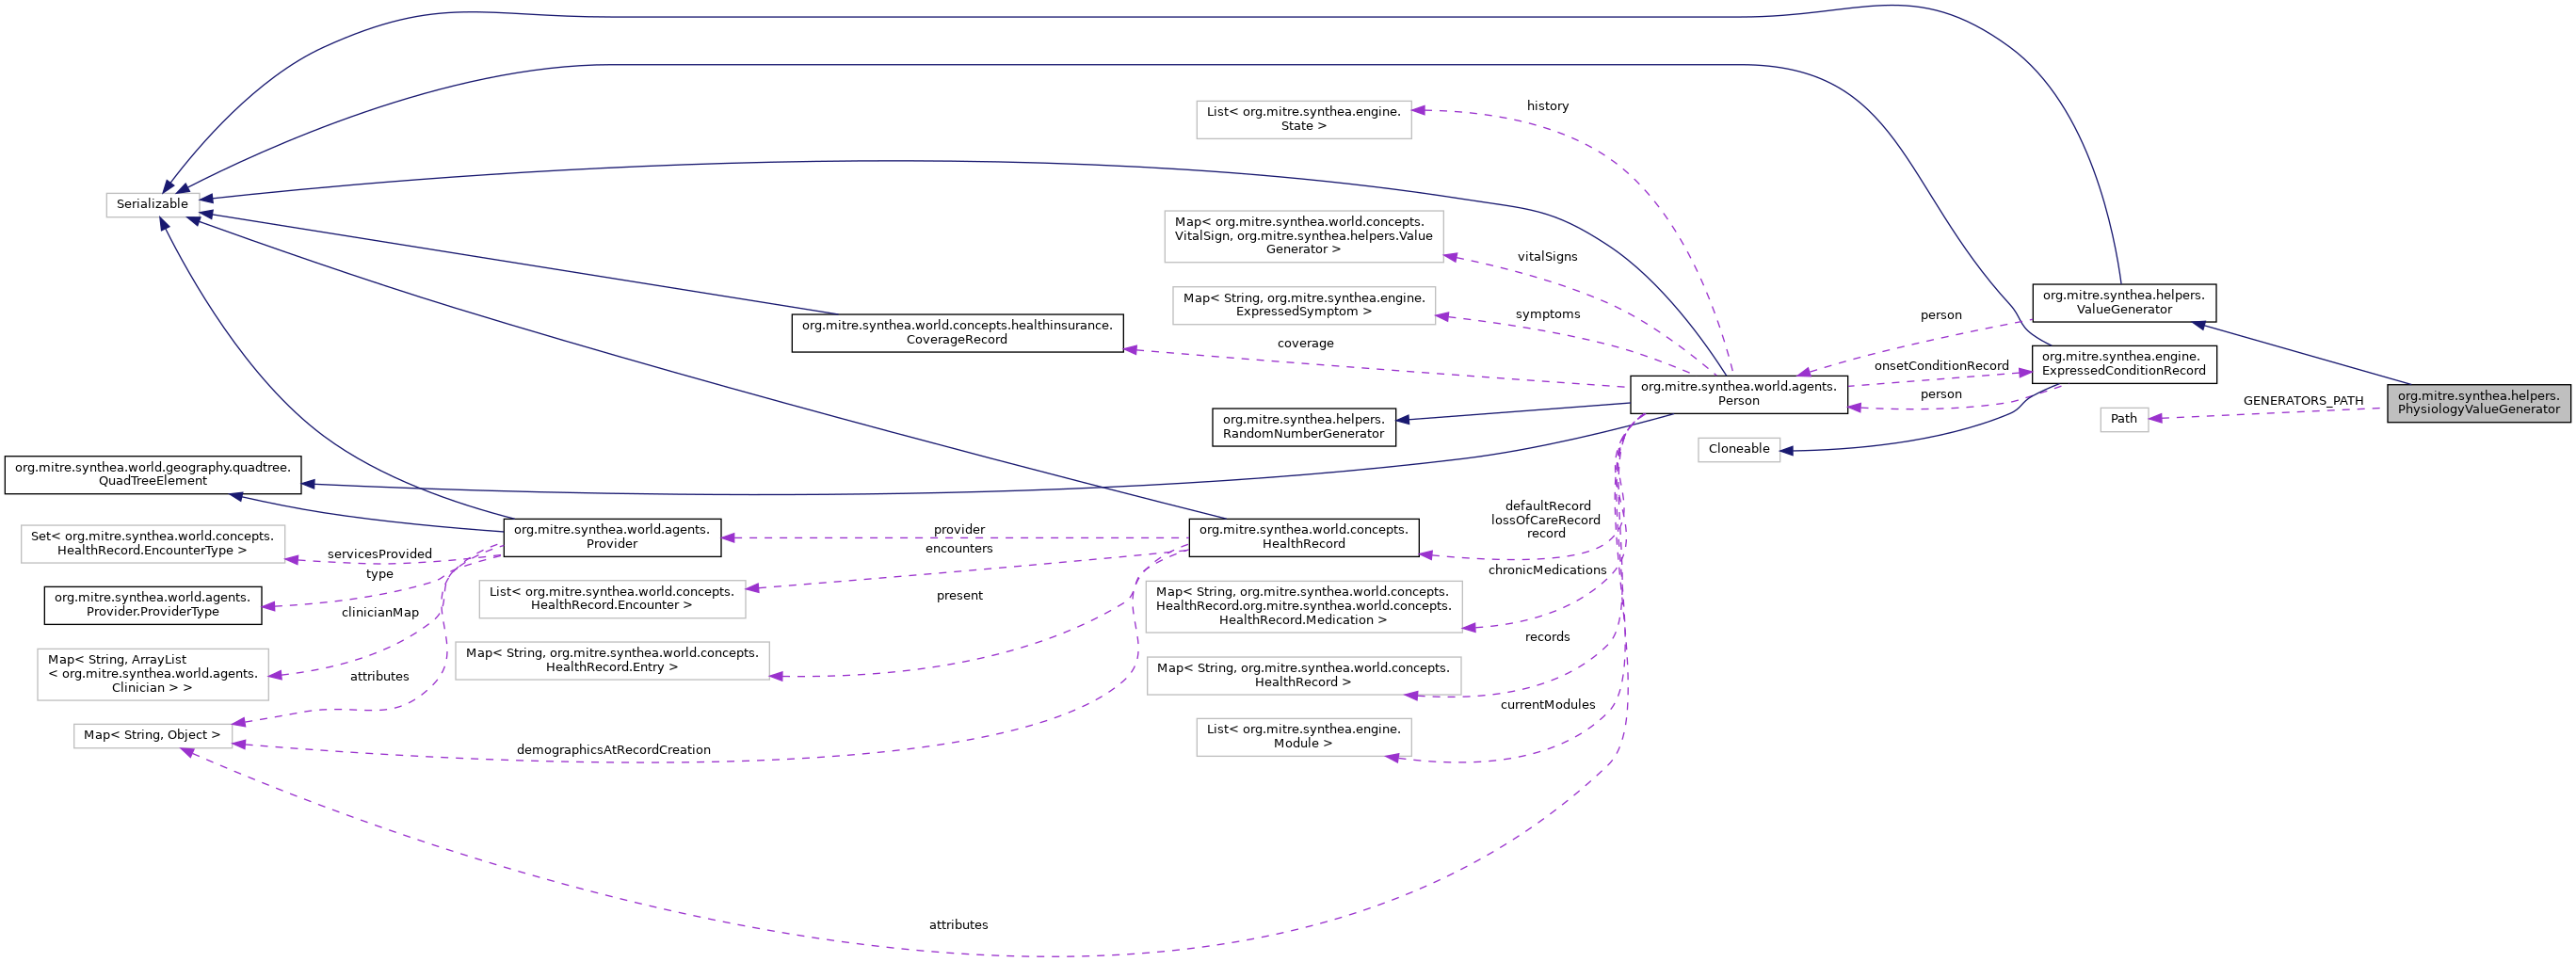 history
List< org.mitre.synthea.engine.
State >
Serializable
Map< org.mitre.synthea.world.concepts.
VitalSign, org.mitre.synthea.helpers.Value
Generator >
vitalSigns
Map< String, org.mitre.synthea.engine.
ExpressedSymptom >
symptoms
org.mitre.synthea.helpers.
ValueGenerator
person
org.mitre.synthea.world.concepts.healthinsurance.
CoverageRecord
coverage
org.mitre.synthea.engine.
ExpressedConditionRecord
onsetConditionRecord
person
org.mitre.synthea.world.agents.
Person
org.mitre.synthea.helpers.
PhysiologyValueGenerator
GENERATORS_PATH
Path
org.mitre.synthea.helpers.
RandomNumberGenerator
Cloneable
org.mitre.synthea.world.geography.quadtree.
QuadTreeElement
org.mitre.synthea.world.agents.
Provider
provider
encounters
org.mitre.synthea.world.concepts.
HealthRecord
defaultRecord
lossOfCareRecord
record
Set< org.mitre.synthea.world.concepts.
HealthRecord.EncounterType >
servicesProvided
type
org.mitre.synthea.world.agents.
Provider.ProviderType
clinicianMap
List< org.mitre.synthea.world.concepts.
HealthRecord.Encounter >
present
chronicMedications
Map< String, org.mitre.synthea.world.concepts.
HealthRecord.org.mitre.synthea.world.concepts.
HealthRecord.Medication >
records
Map< String, ArrayList
< org.mitre.synthea.world.agents.
Clinician > >
attributes
Map< String, org.mitre.synthea.world.concepts.
HealthRecord.Entry >
Map< String, org.mitre.synthea.world.concepts.
HealthRecord >
currentModules
Map< String, Object >
demographicsAtRecordCreation
List< org.mitre.synthea.engine.
Module >
attributes